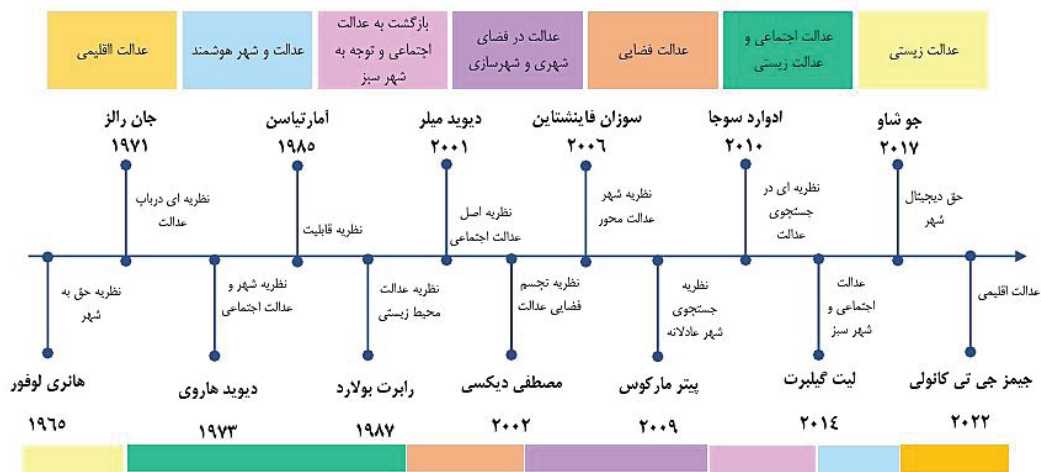 عدالت زیستی
عدالت اجتماعی و
عدالت زیستی
عدالت فضایی
عدالت در فضای
شهری و شهرسازی
بازگشت به عدالت
اجتماعی و توجه به
شهر سبز
عدالت و شهر هوشمند
عدالت ااقلیمی
جان رالز
۱۹۷۱
نظریه ای درباب
عدالت
آمارتیاسن
۱۹۸۵
نظریه قابلیت
دیوید میلر
۲۰۰۱
نظریه اصل
عدالت اجتماعی
سوزان فاینشتاین
۲۰۰۶
نظریه شهر
عدالت محور
ادوارد سوجا
۲۰۱۰
نظریه ای در
جستجوی
عدالت
جو شاو
۲۰۱۷
حق دیجیتال
شهر
نظریه حق به
شهر
هانری لوفور
۱۹٦٥
نظریه شهر و
عدالت اجتماعی
دیوید هاروی
۱۹۷۳
نظریه عدالت
محیط زیستی
رابرت بولارد
۱۹۸۷
نظریه تجسم
فضایی عدالت
مصطفی دیکسی
۲۰۰۲
نظریه
جستجوی
شهر عادلانه
پیتر مارکوس
۲۰۰۹
عدالت
اجتماعی و
شهر سبز
لیت گیلبرت
۲۰۱٤
عدالت اقلیمی
جیمز جی تی کانولی
۲۰۲۲